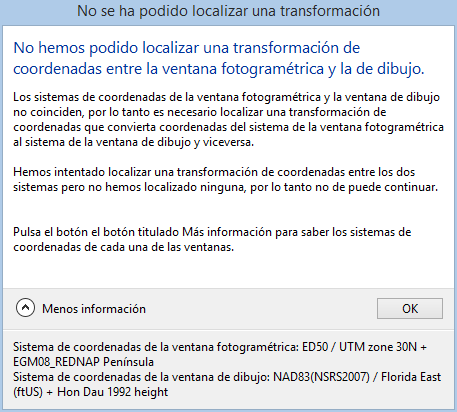 No se ha podido localizar una transformación
No hemos podido localizar una transformación de
coordenadas entre la ventana fotogramétrica y la de dibujo.
Los sistemas de coordenadas de la ventana fotogramétrica y la ventana de dibujo
no coinciden, por lo tanto es necesario localizar una transformación de
coordenadas que convierta coordenadas del sistema de la ventana fotogramétrica
al sistema de la ventana de dibujo y viceversa.
Hemos intentado localizar una transformación de coordenadas entre los dos
sistemas pero no hemos localizado ninguna, por lo tanto no de puede continuar.
Pulsa el botón el botón titulado Más información para saber los sistemas de
coordenadas de cada una de las ventanas.
Menos información
OK
Sistema de coordenadas de la ventana fotogramétrica: ED50 / UTM zone 30N +
EGM08_REDNAP Península
Sistema de coordenadas de la ventana de dibujo: NAD83(NSRS2007) / Florida East
(ftUS) + Hon Dau 1992 height